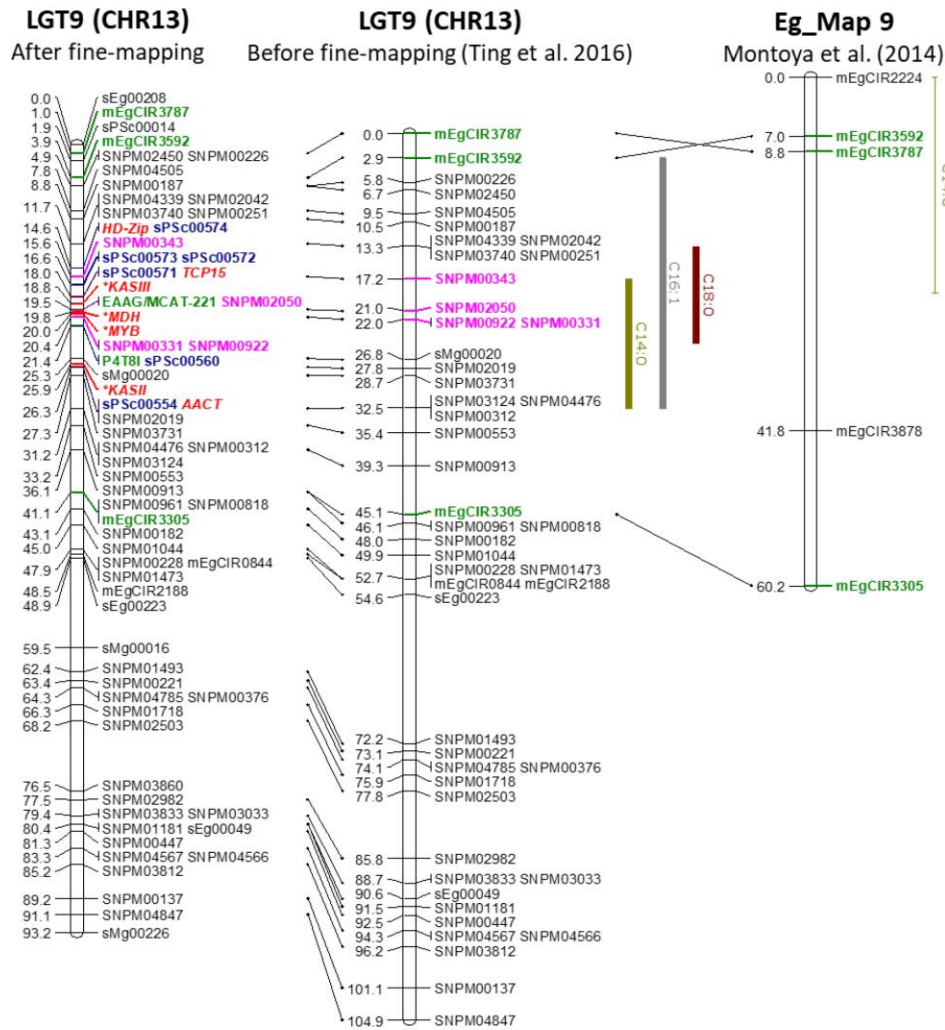 LGT9 (CHR13)
After fine-mapping
0.0 sEg00208
1.0 mEgCIR3787
1.9 sPSc00014
3.9 mEgCIR3592
4.9 SNPM02450 SNPM00226
7.8 SNPM04505
8.8 SNPM00187
11.7 SNPM04339 SNPM02042
SNPM03740 SNPM00251
14.6 HD-Zip sPSc00574
15.6 SNPM00343
16.6 sPSc00573 sPSc00572
18.0 sPSc00571 TCP15
18.8 *KASIII
19.5 EAAG/MCAT-221 SNPM02050
19.8 *MDH
20.0 *MYB
20.4 SNPM00331 SNPM00922
21.4 P4T8I sPSc00560
25.3 sMg00020
25.9 *KASII
26.3 sPSc00554 AACT
SNPM02019
27.3 SNPM03731
31.2 SNPM04476 SNPM00312
SNPM03124
33.2 SNPM00553
36.1 SNPM00913
41.1 SNPM00961 SNPM00818
mEgCIR3305
43.1 SNPM00182
45.0 SNPM01044
47.9 SNPM00228 mEgCIR0844
SNPM01473
48.5 mEgCIR2188
48.9 sEg00223
59.5 sMg00016
62.4 SNPM01493
63.4 SNPM00221
64.3 SNPM04785 SNPM00376
66.3 SNPM01718
68.2 SNPM02503
76.5 SNPM03860
77.5 SNPM02982
79.4 SNPM03833 SNPM03033
80.4 SNPM01181 sEg00049
81.3 SNPM00447
83.3 SNPM04567 SNPM04566
85.2 SNPM03812
89.2 SNPM00137
91.1 SNPM04847
93.2 sMg00226
LGT9 (CHR13)
Before fine-mapping (Ting et al. 2016)
0.0 mEgCIR3787
2.9 mEgCIR3592
5.8 SNPM00226
6.7 SNPM02450
9.5 SNPM04505
10.5 SNPM00187
13.3 SNPM04339 SNPM02042
SNPM03740 SNPM00251
17.2 SNPM00343
21.0 SNPM02050
22.0 SNPM00922 SNPM00331
26.8 sMg00020
27.8 SNPM02019
28.7 SNPM03731
32.5 SNPM03124 SNPM04476
SNPM00312
35.4 SNPM00553
39.3 SNPM00913
45.1 mEgCIR3305
46.1 SNPM00961 SNPM00818
48.0 SNPM00182
49.9 SNPM01044
52.7 SNPM00228 SNPM01473
mEgCIR0844 mEgCIR2188
54.6 sEg00223
72.2 SNPM01493
73.1 SNPM00221
74.1 SNPM04785 SNPM00376
75.9 SNPM01718
77.8 SNPM02503
85.8 SNPM02982
88.7 SNPM03833 SNPM03033
90.6 sEg00049
91.5 SNPM01181
92.5 SNPM00447
94.3 SNPM04567 SNPM04566
96.2 SNPM03812
101.1 SNPM00137
104.9 SNPM04847
C14:0
C16:1
C18:0
Eg_Map 9
Montoya et al. (2014)
0.0 mEgCIR2224
7.0 mEgCIR3592
8.8 mEgCIR3787
41.8 mEgCIR3878
60.2 mEgCIR3305